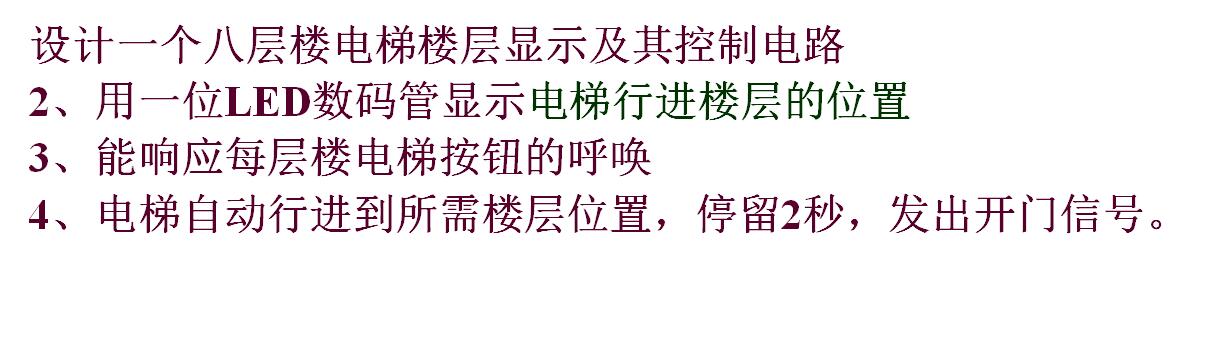 设计一个八层楼电梯楼层显示及其控制电路
2、用一位LED数码管显示电梯行进楼层的位置
3、能响应每层楼电梯按钮的呼唤
4、电梯自动行进到所需楼层位置，停留2秒，发出开门信号。